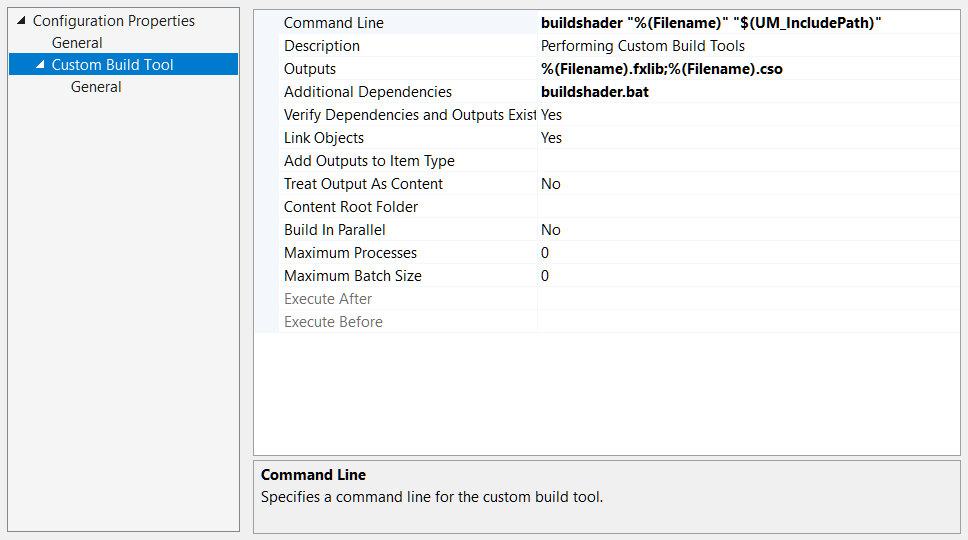 Configuration Properties
General
Custom Build Tool
General
Command Line buildshader "%(Filename)" "$(UM_IncludePath)"
Description Performing Custom Build Tools
Outputs %(Filename).fxlib;%(Filename).cso
Additional Dependencies buildshader.bat
Verify Dependencies and Outputs Exist Yes
Link Objects Yes
Add Outputs to Item Type
Treat Output As Content No
Content Root Folder
Build In Parallel No
Maximum Processes 0
Maximum Batch Size 0
Execute After
Execute Before
Command Line
Specifies a command line for the custom build tool.